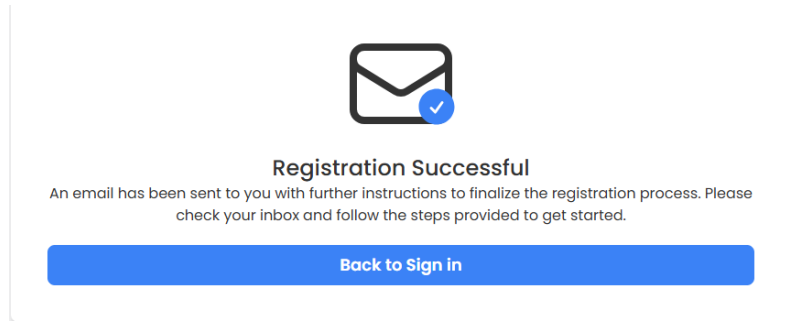 Registration Successful
An email has been sent to you with further instructions to finalize the registration process. Please
check your inbox and follow the steps provided to get started.
Back to Sign in